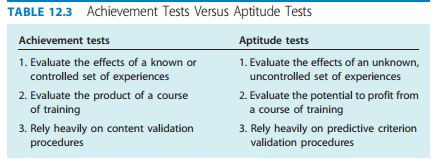 TABLE 12.3 Achievement Tests Versus Aptitude Tests
Achievement tests
1. Evaluate the effects of a known or
controlled set of experiences
2. Evaluate the product of a course
of training
3. Rely heavily on content validation
procedures
Aptitude tests
1. Evaluate the effects of an unknown,
uncontrolled set of experiences
2. Evaluate the potential to profit from
a course of training
3. Rely heavily on predictive criterion
validation procedures